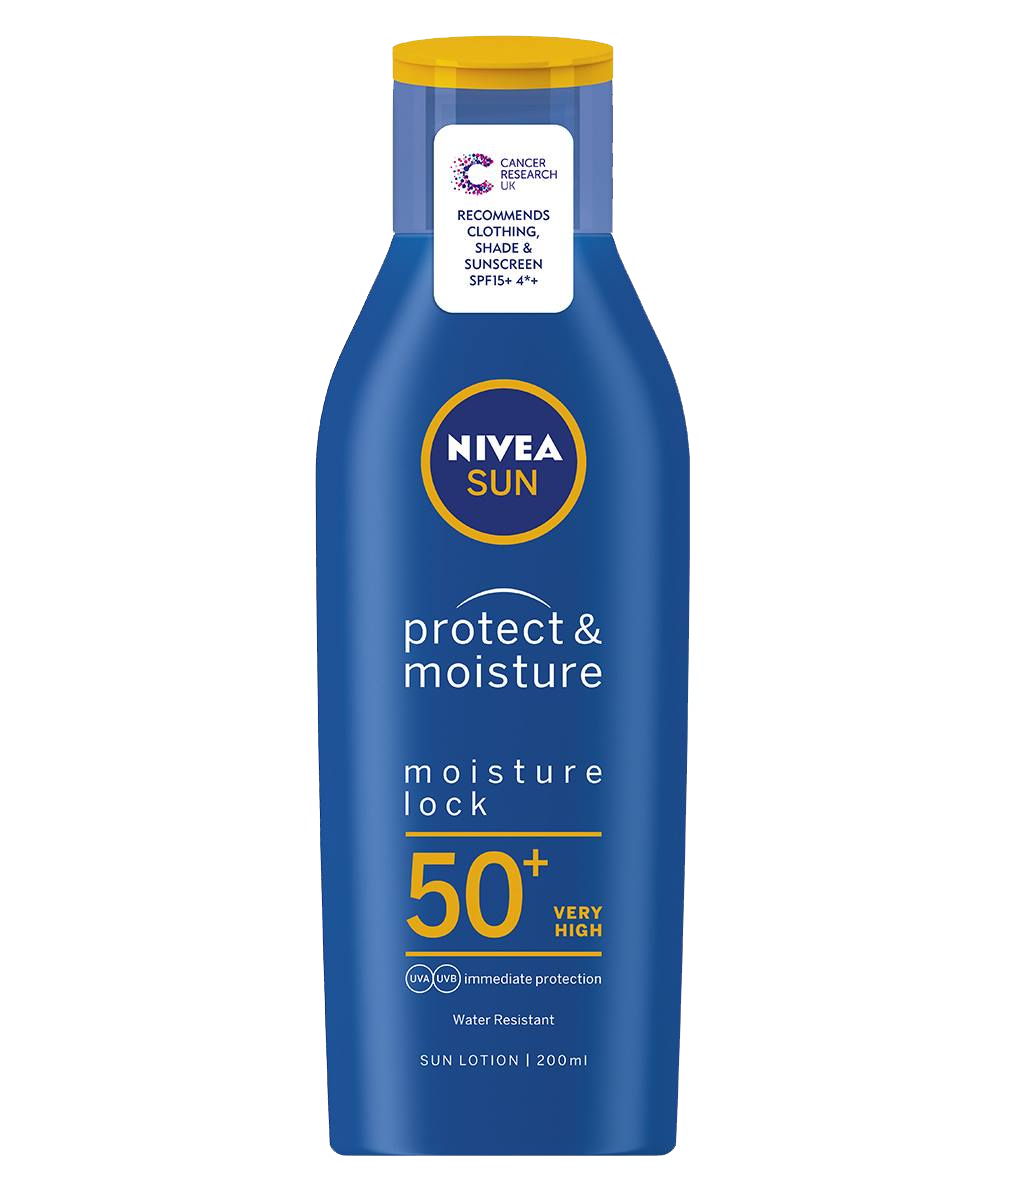 CANCER
RESEARCH
UK
RECOMMENDS
CLOTHING,
SHADE &
SUNSCREEN
SPF15+ 4*+
NIVEA
SUN
protect &
moisture
moisture
lock
50+
VERY
HIGH
UVA UVB immediate protection
Water Resistant
SUN LOTION | 200ml